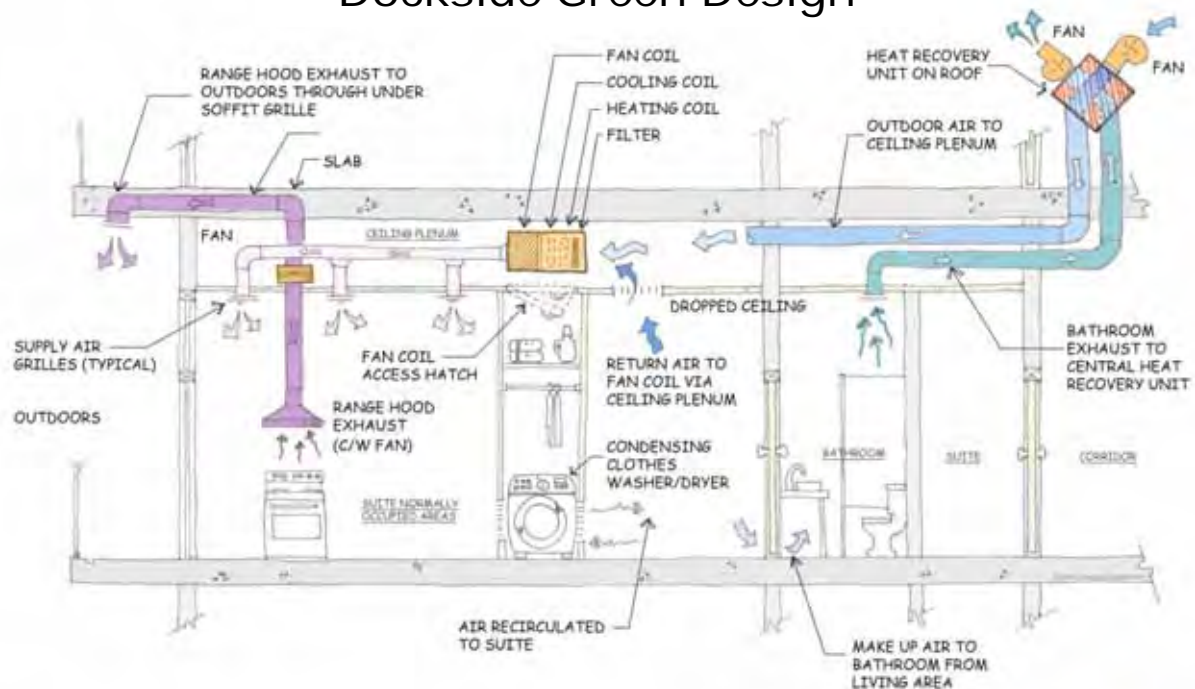 Dockside Green Design
FAN COIL
COOLING COIL
HEATING COIL
FILTER
RANGE HOOD EXHAUST TO
OUTDOORS THROUGH UNDER
SOFFIT GRILLE
SLAB
HEAT RECOVERY
UNIT ON ROOF
FAN
FAN
OUTDOOR AIR TO
CEILING PLENUM
FAN
CEILING PLENUM
DROPPED CEILING
SUPPLY AIR
GRILLES (TYPICAL)
FAN COIL
ACCESS HATCH
RETURN AIR TO
FAN COIL VIA
CEILING PLENUM
BATHROOM
EXHAUST TO
CENTRAL HEAT
RECOVERY UNIT
OUTDOORS
RANGE HOOD
EXHAUST
(C/W FAN)
CONDENSING
CLOTHES
WASHER/DRYER
BATHROOM
SUITE
CORRIDOR
SUITE NORMALLY
OCCUPIED AREAS
AIR RECIRCULATED
TO SUITE
MAKE UP AIR TO
BATHROOM FROM
LIVING AREA